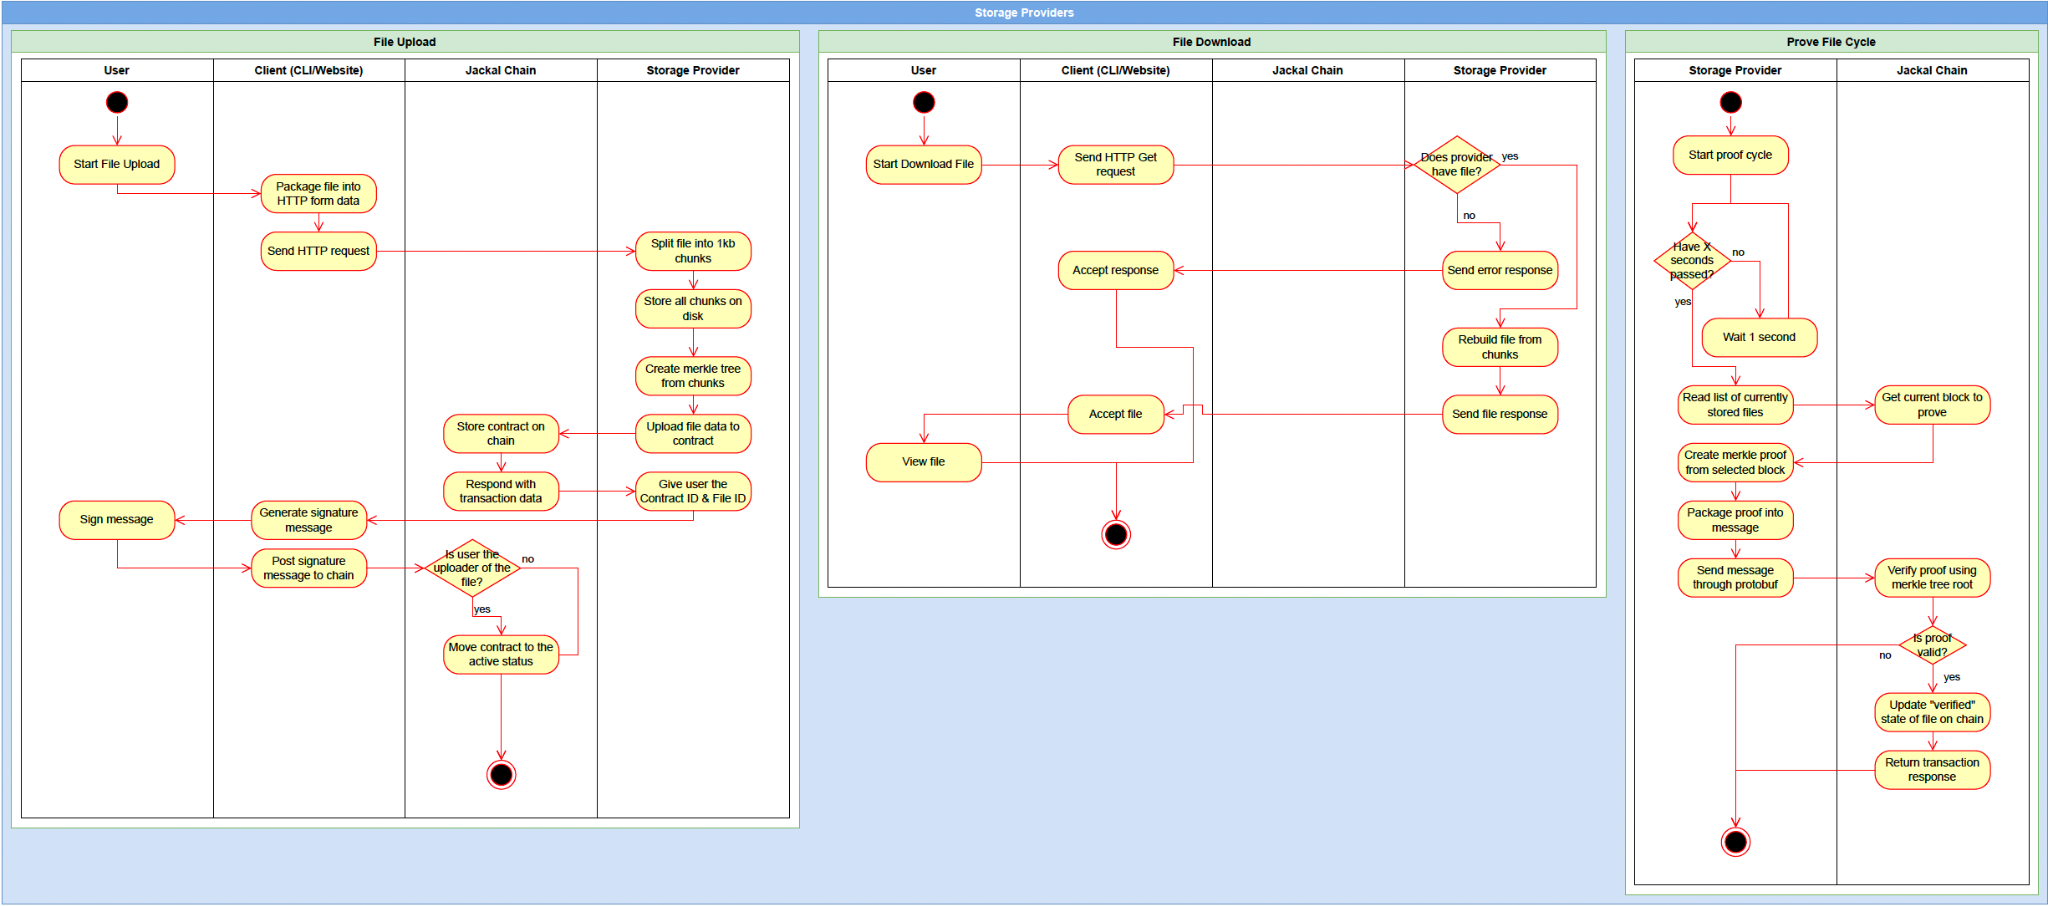 Storage Providers
File Upload
User
Client (CLI/Website)
Jackal Chain
Storage Provider
Start File Upload
Package file into
HTTP form data
Send HTTP request
Split file into 1kb
chunks
Store all chunks on
disk
Create merkle tree
from chunks
Upload file data to
contract
Store contract on
chain
Respond with
transaction data
Give user the
Contract ID & File ID
Generate signature
message
Sign message
Post signature
message to chain
Is user the
uploader of the
file?
no
yes
Move contract to the
active status
File Download
User
Client (CLI/Website)
Jackal Chain
Storage Provider
Start Download File
Send HTTP Get
request
Does provider
have file?
yes
no
Send error response
Accept response
Rebuild file from
chunks
Send file response
Accept file
View file
Prove File Cycle
Storage Provider
Jackal Chain
Start proof cycle
Have X
seconds
passed?
no
yes
Wait 1 second
Read list of currently
stored files
Get current block to
prove
Create merkle proof
from selected block
Package proof into
message
Send message
through protobuf
Verify proof using
merkle tree root
Is proof
valid?
no
yes
Update "verified"
state of file on chain
Return transaction
response